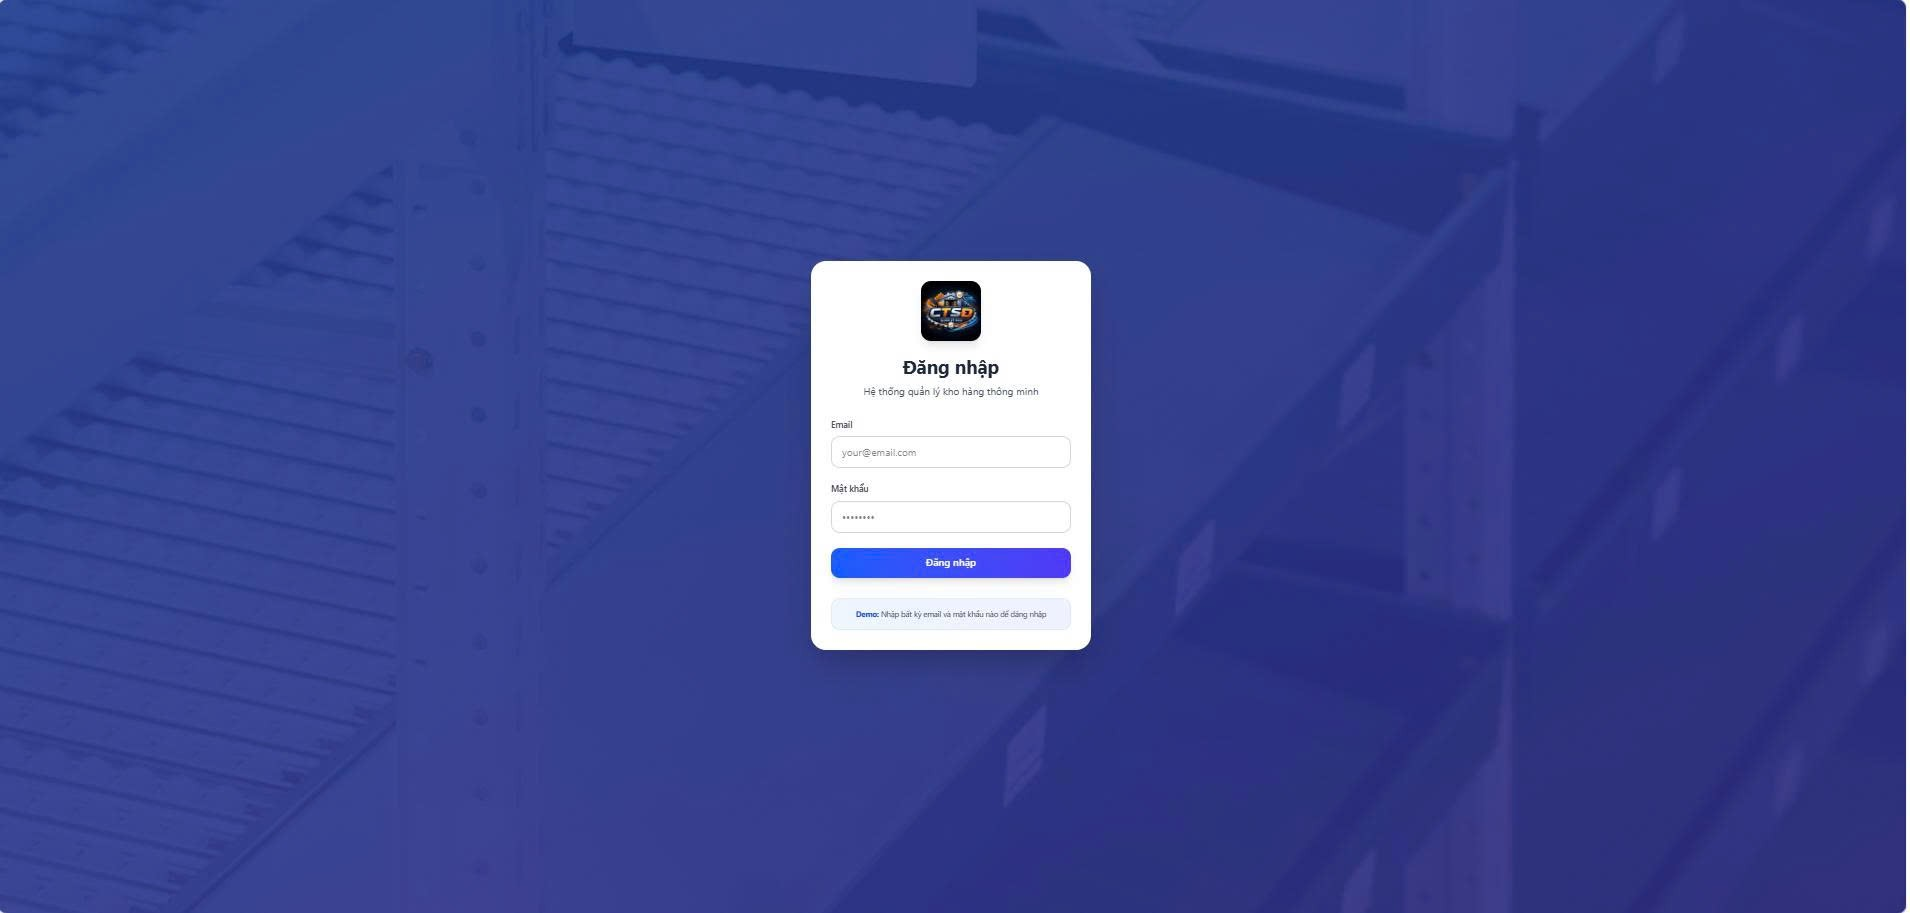 CTSD
Đăng nhập
Hệ thống quản lý kho hàng thông minh
Email
your@email.com
Mật khẩu
••••••••
Đăng nhập
Demo: Nhập bất kỳ email và mật khẩu nào để đăng nhập